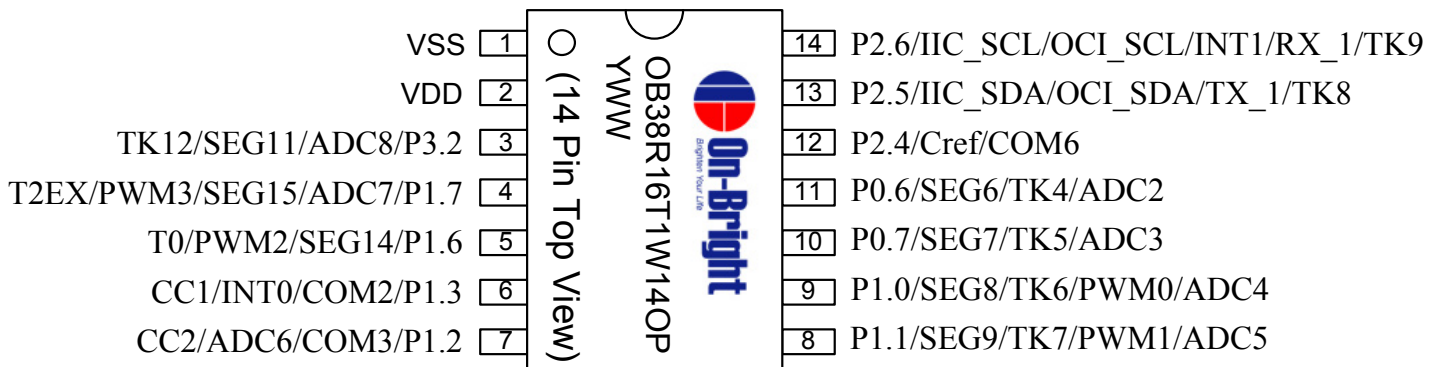 VSS 1
VDD 2
TK12/SEG11/ADC8/P3.2 3
T2EX/PWM3/SEG15/ADC7/P1.7 4
T0/PWM2/SEG14/P1.6 5
CC1/INT0/COM2/P1.3 6
CC2/ADC6/COM3/P1.2 7
(14 Pin Top View)
YWW
OB38R16T1W14OP
On-Bright
Brighten Your Life
14 P2.6/IIC_SCL/OCI_SCL/INT1/RX_1/TK9
13 P2.5/IIC_SDA/OCI_SDA/TX_1/TK8
12 P2.4/Cref/COM6
11 P0.6/SEG6/TK4/ADC2
10 P0.7/SEG7/TK5/ADC3
9 P1.0/SEG8/TK6/PWM0/ADC4
8 P1.1/SEG9/TK7/PWM1/ADC5